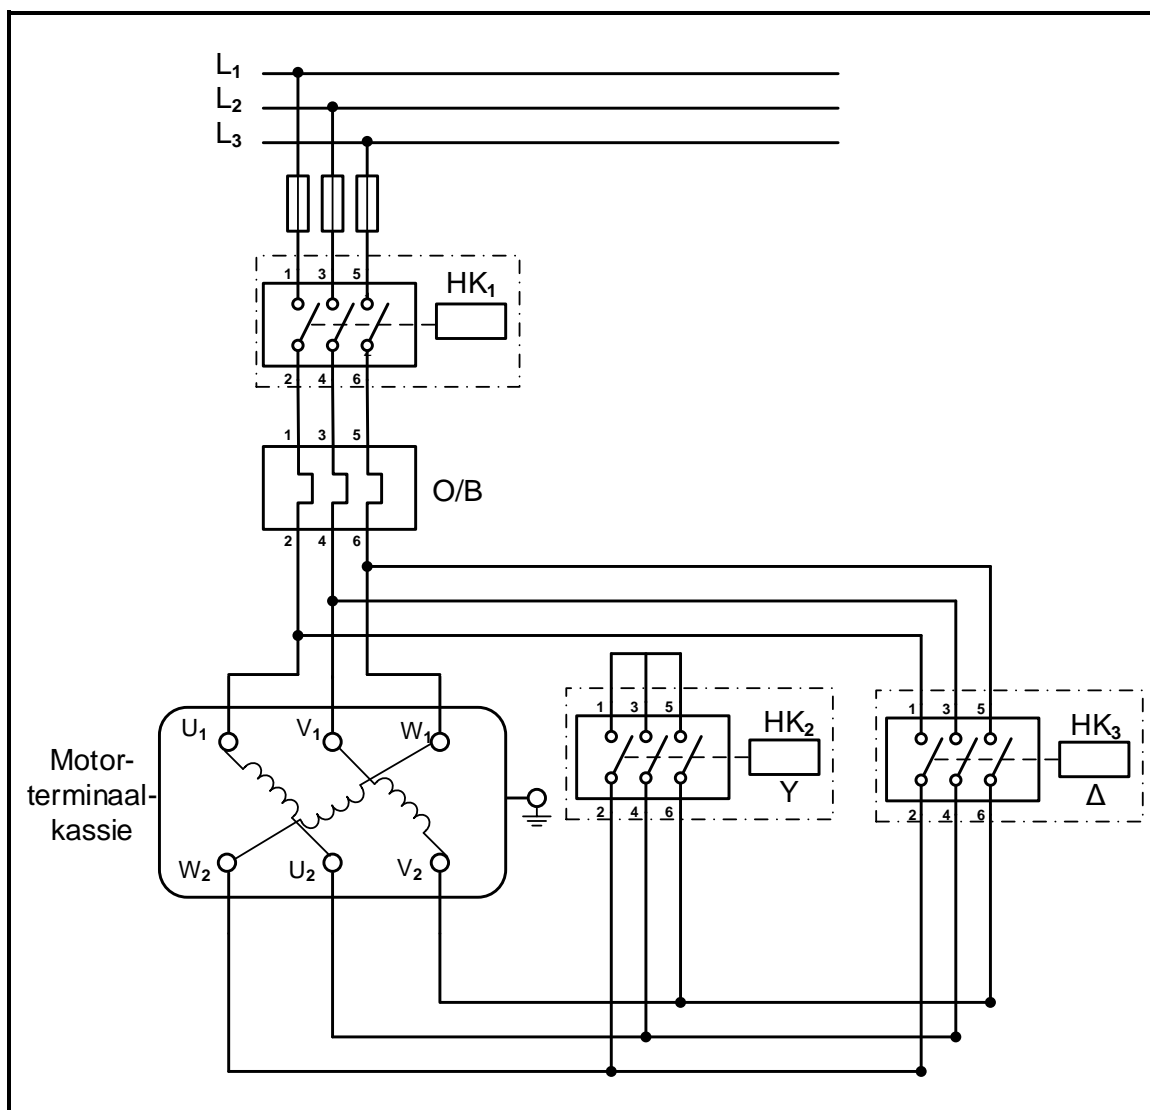 L₁
L₂
L₃
1 3 5
HK₁
2 4 6
1 3 5
O/B
2 4 6
U₁ V₁ W₁
Motor-
terminaal-
kassie
W₂ U₂ V₂
1 3 5
HK₂
Y
2 4 6
1 3 5
HK₃
Δ
2 4 6